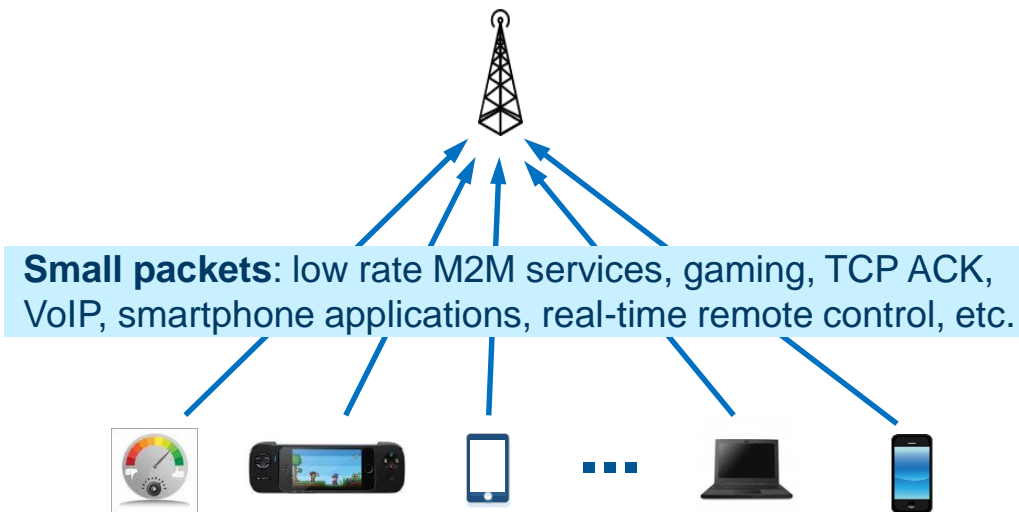 Small packets: low rate M2M services, gaming, TCP ACK,
VoIP, smartphone applications, real-time remote control, etc.